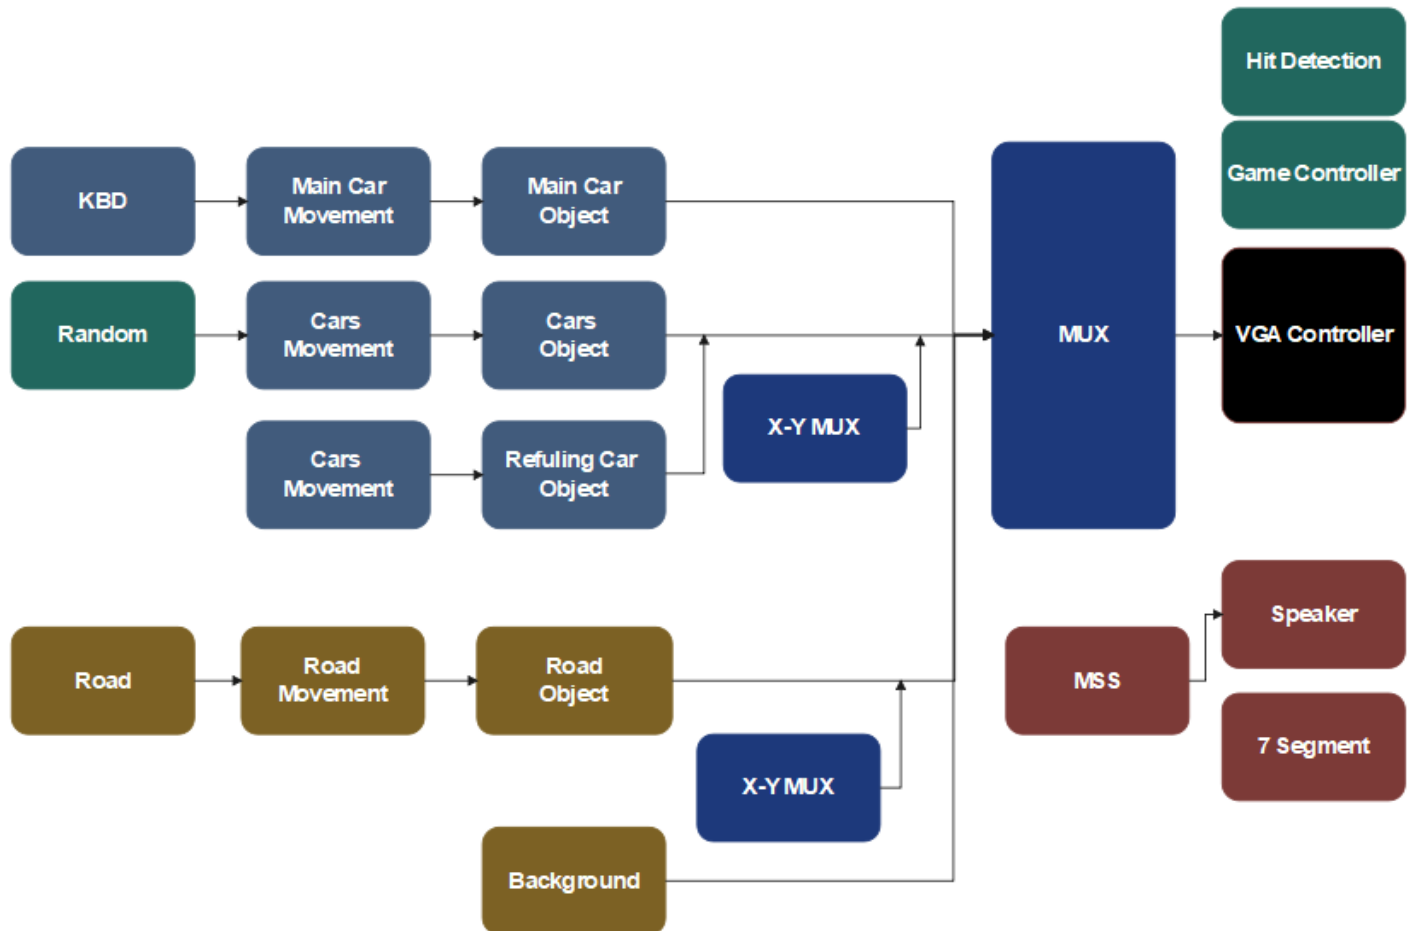 Hit Detection
Game Controller
KBD
Main Car
Movement
Main Car
Object
Random
Cars
Movement
Cars
Object
MUX
VGA Controller
X-Y MUX
Cars
Movement
Refuling Car
Object
Speaker
Road
Road
Movement
Road
Object
MSS
7 Segment
X-Y MUX
Background